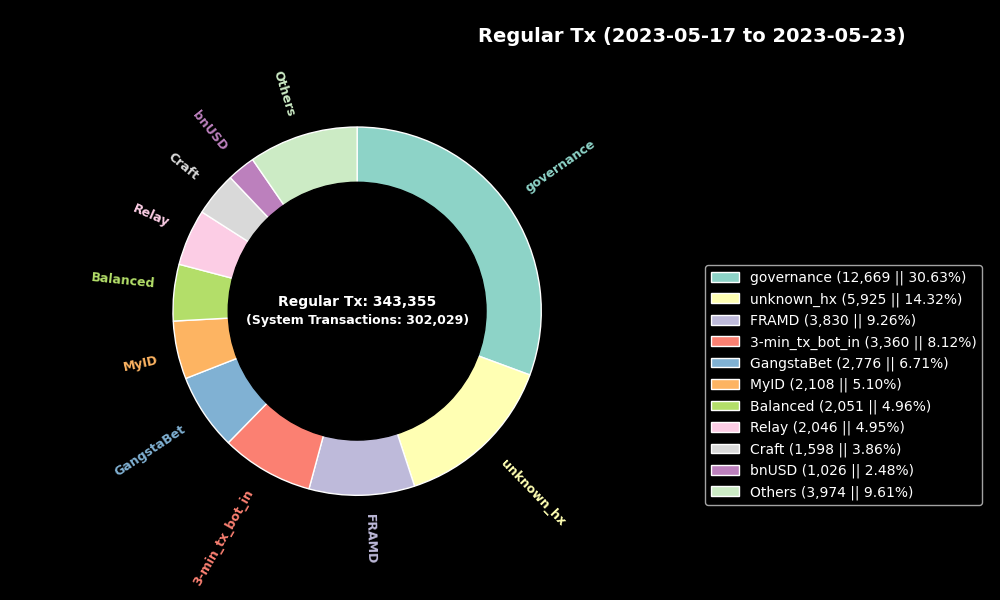 Regular Tx (2023-05-17 to 2023-05-23)
Others
bnUSD
Craft
Relay
Balanced
MyID
GangstaBet
3-min_tx_bot_in
FRAMD
unknown_hx
governance
Regular Tx: 343,355
(System Transactions: 302,029)
governance (12,669 || 30.63%)
unknown_hx (5,925 || 14.32%)
FRAMD (3,830 || 9.26%)
3-min_tx_bot_in (3,360 || 8.12%)
GangstaBet (2,776 || 6.71%)
MyID (2,108 || 5.10%)
Balanced (2,051 || 4.96%)
Relay (2,046 || 4.95%)
Craft (1,598 || 3.86%)
bnUSD (1,026 || 2.48%)
Others (3,974 || 9.61%)